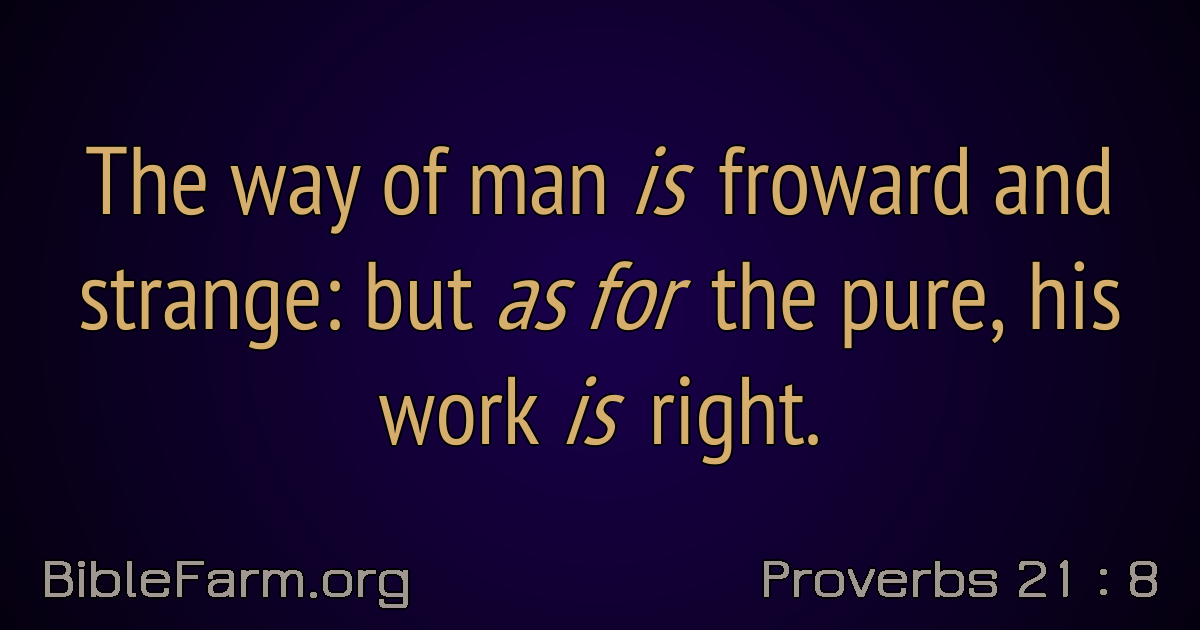 The way of man is froward and
strange: but as for the pure, his
work is right.
BibleFarm.org
Proverbs 21 : 8